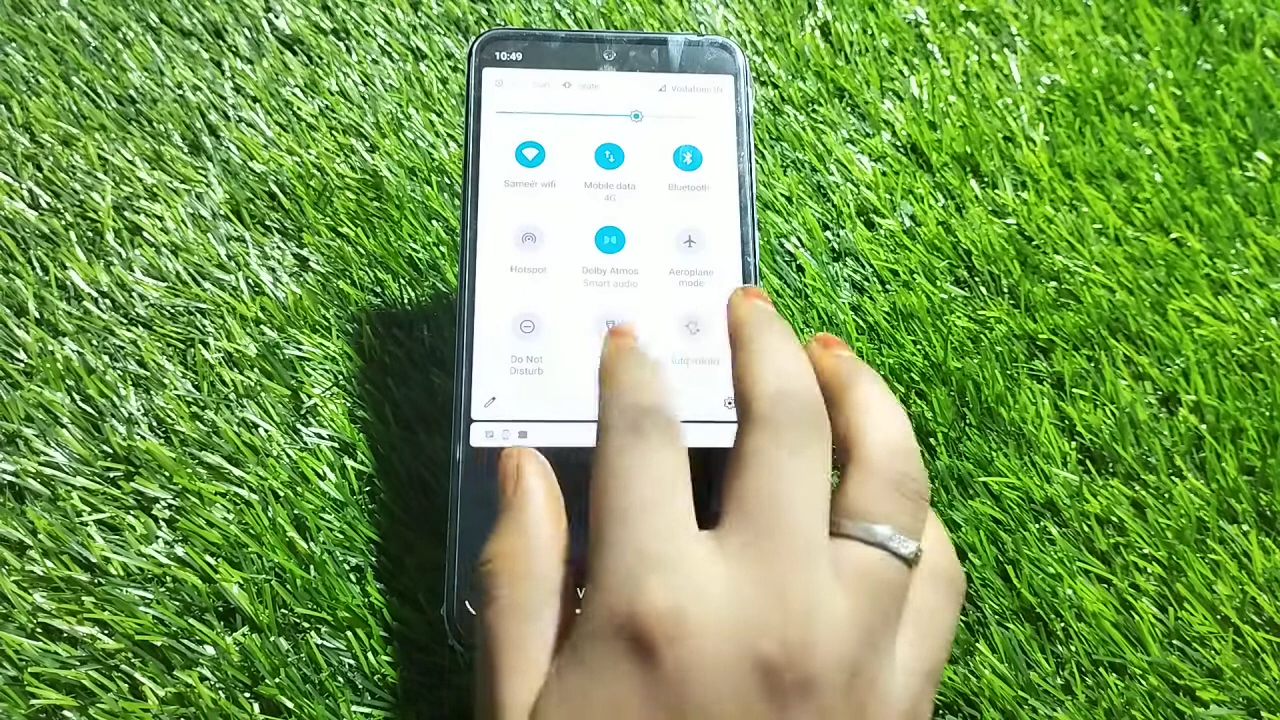 10:49
Vodafone IN
Sameer wifi
Mobile data
4G
Bluetooth
Hotspot
Dolby Atmos
Smart audio
Aeroplane
mode
Do Not
Disturb